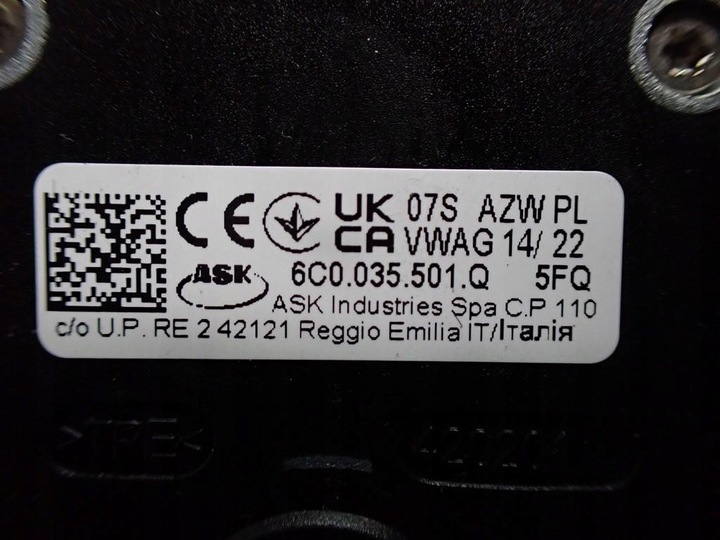 CE UK 07S AZW PL
CA VWAG 14/ 22
ASK 6C0.035.501.Q 5FQ
ASK Industries Spa C.P 110
c/o U.P. RE 2 42121 Reggio Emilia IT/Італія
>TPE<